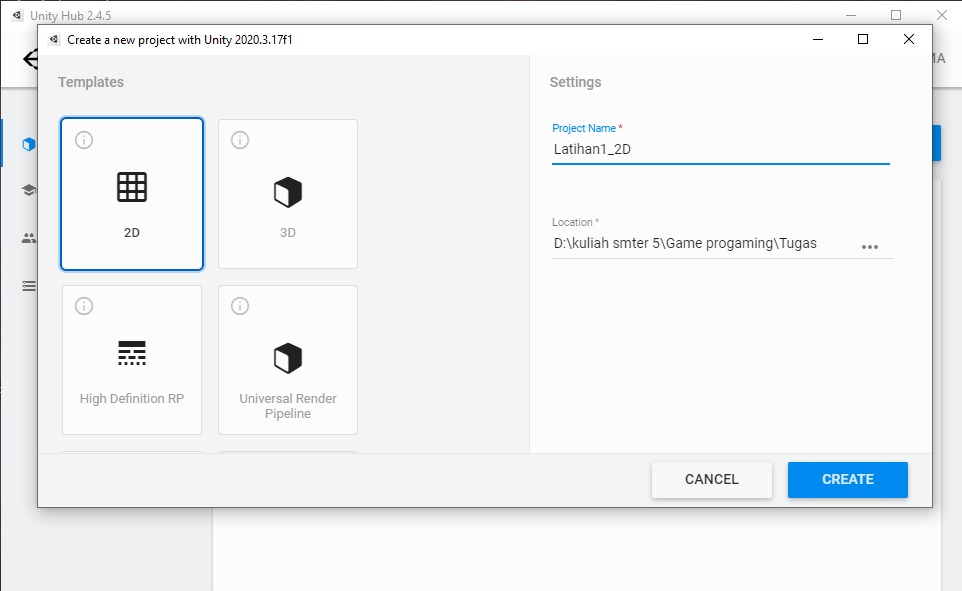 Unity Hub 2.4.5
Create a new project with Unity 2020.3.17f1
Templates
2D
3D
High Definition RP
Universal Render
Pipeline
Settings
Project Name *
Latihan1_2D
Location *
D:\kuliah smter 5\Game progaming\Tugas
CANCEL
CREATE